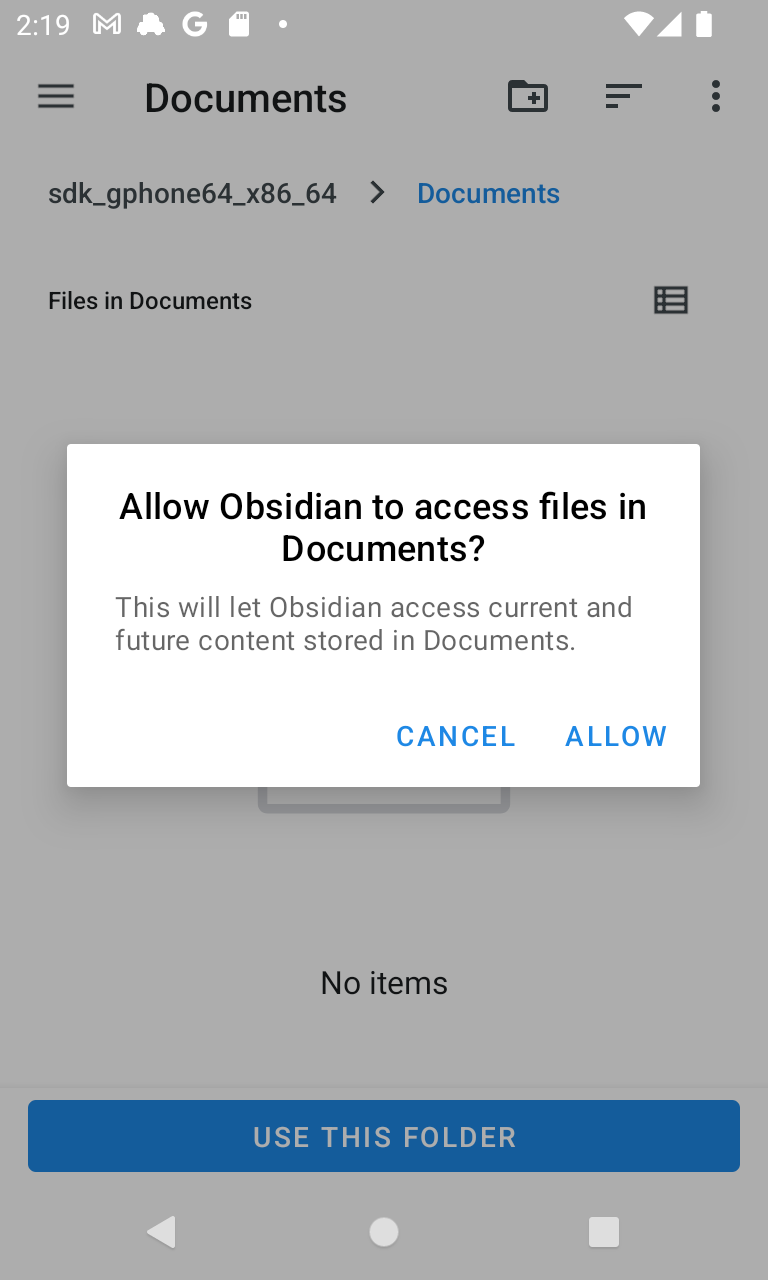 2:19
Documents
sdk_gphone64_x86_64 Documents
Files in Documents
Allow Obsidian to access files in
Documents?
This will let Obsidian access current and
future content stored in Documents.
CANCEL ALLOW
No items
USE THIS FOLDER